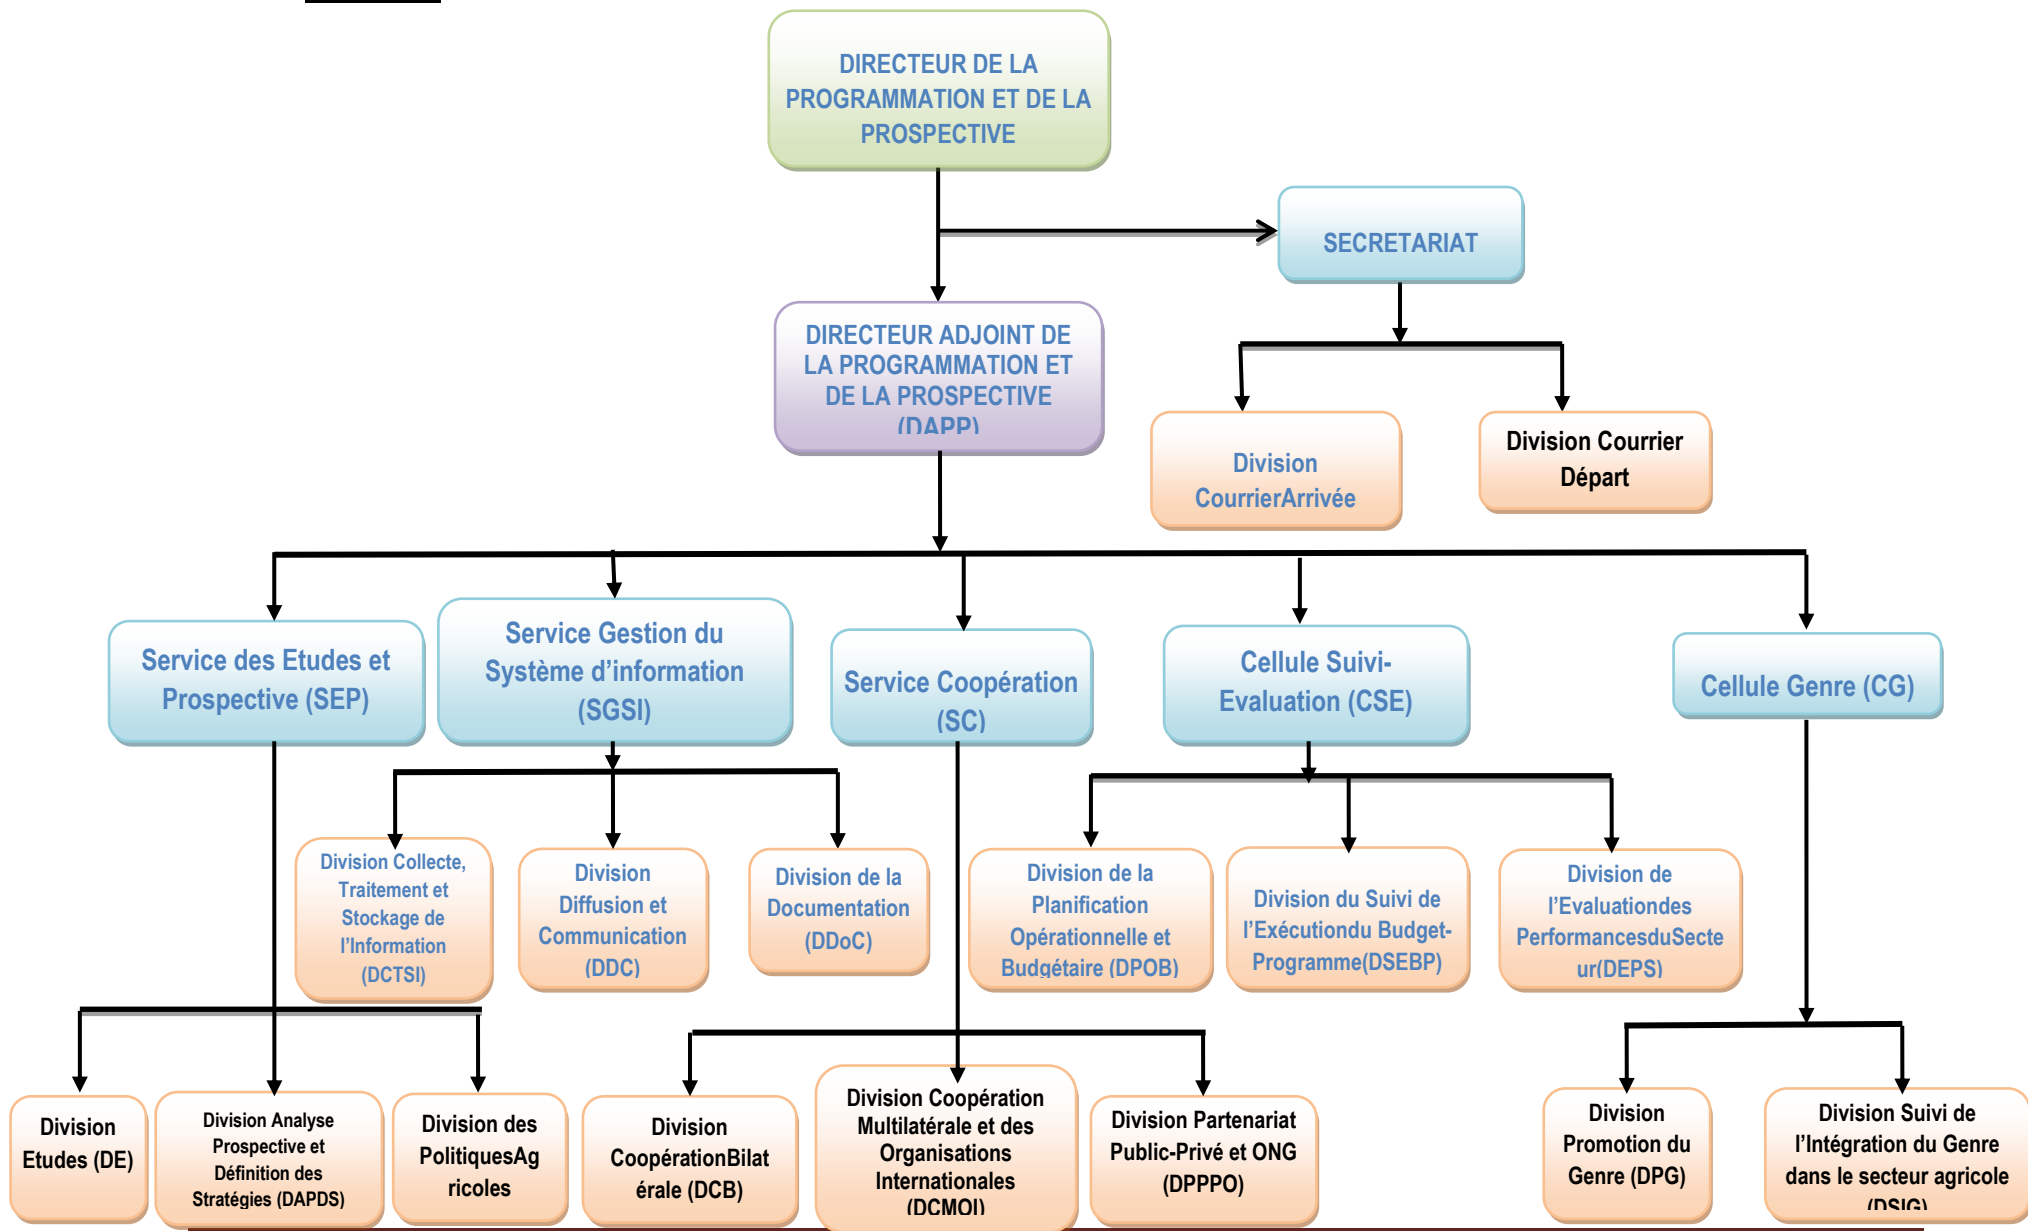 DIRECTEUR DE LA
PROGRAMMATION ET DE LA
PROSPECTIVE
SECRETARIAT
DIRECTEUR ADJOINT DE
LA PROGRAMMATION ET
DE LA PROSPECTIVE
(DAPP)
Division
CourrierArrivée
Division Courrier
Départ
Service des Etudes et
Prospective (SEP)
Service Gestion du
Système d’information
(SGSI)
Service Coopération
(SC)
Cellule Suivi-
Evaluation (CSE)
Cellule Genre (CG)
Division Collecte,
Traitement et
Stockage de
l’Information
(DCTSI)
Division
Diffusion et
Communication
(DDC)
Division de la
Documentation
(DDoC)
Division de la
Planification
Opérationnelle et
Budgétaire (DPOB)
Division du Suivi de
l’Exécutiondu Budget-
Programme(DSEBP)
Division de
l’Evaluationdes
PerformancesduSecte
ur(DEPS)
Division
Etudes (DE)
Division Analyse
Prospective et
Définition des
Stratégies (DAPDS)
Division des
PolitiquesAg
ricoles
Division
CoopérationBilat
érale (DCB)
Division Coopération
Multilatérale et des
Organisations
Internationales
(DCMOI)
Division Partenariat
Public-Privé et ONG
(DPPPO)
Division
Promotion du
Genre (DPG)
Division Suivi de
l’Intégration du Genre
dans le secteur agricole
(DSIG)